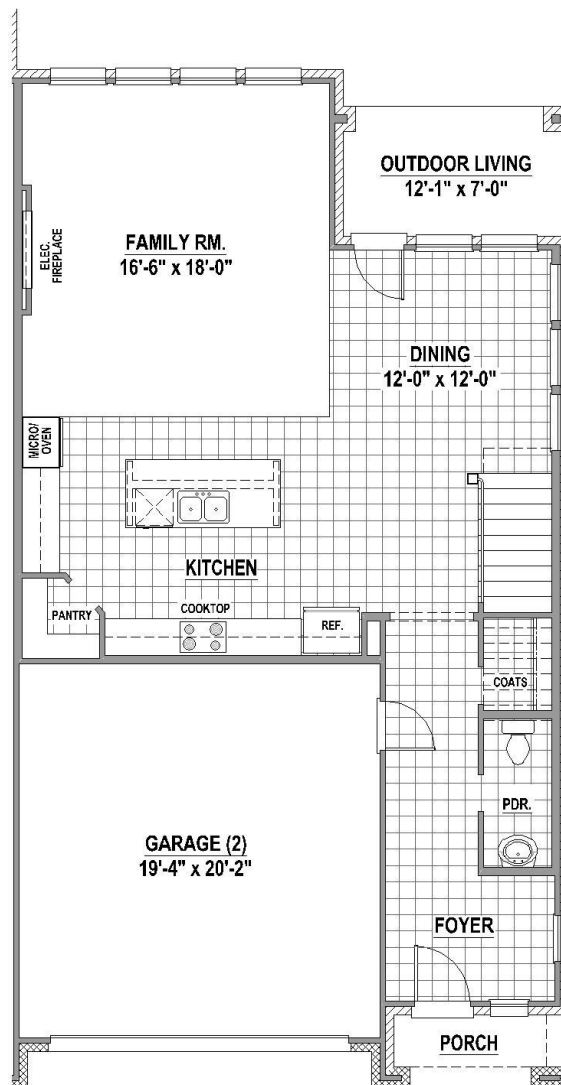 OUTDOOR LIVING
12'-1" x 7'-0"
FAMILY RM.
16'-6" x 18'-0"
ELEC.
FIREPLACE
DINING
12'-0" x 12'-0"
MICRO/
OVEN
KITCHEN
PANTRY
COOKTOP
REF.
COATS
PDR.
GARAGE (2)
19'-4" x 20'-2"
FOYER
PORCH